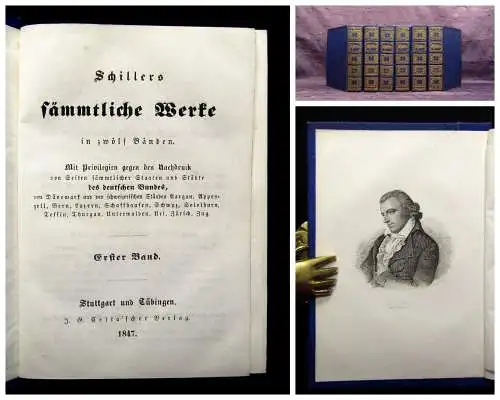 Schillers
sämmtliche Werke
in zwölf Bänden.
Mit Privilegien gegen den Nachdruck
von Seiten sämmtlicher Staaten und Städte
des deutschen Bundes,
von Dänemark und den schweizerischen Ständen Aargau, Appen-
zell, Bern, Luzern, Schaffhausen, Schwyz, Solothurn,
Tessin, Thurgau, Unterwalden, Uri, Zürich, Zug.
Erster Band.
Stuttgart und Tübingen.
J. G. Cotta'scher Verlag.
1847.